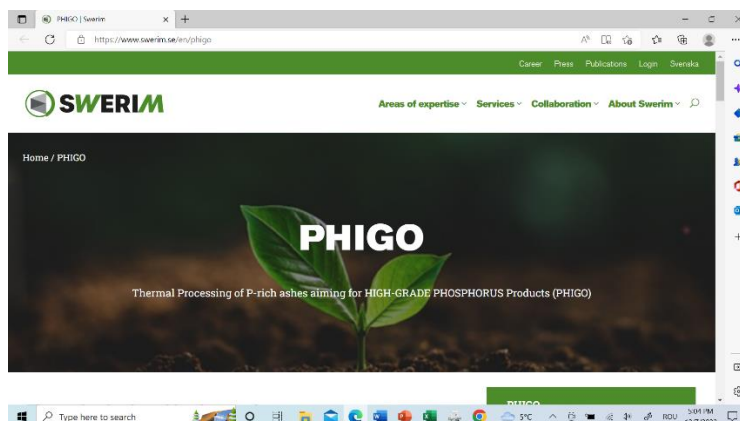 PHIGO | Swerim
https://www.swerim.se/en/phigo
Career Press Publications Login Svenska
SWERIM
Areas of expertise Services Collaboration About Swerim
Home / PHIGO
PHIGO
Thermal Processing of P-rich ashes aiming for HIGH-GRADE PHOSPHORUS Products (PHIGO)
PHIGO
Type here to search
5°C
ROU
5:04 PM